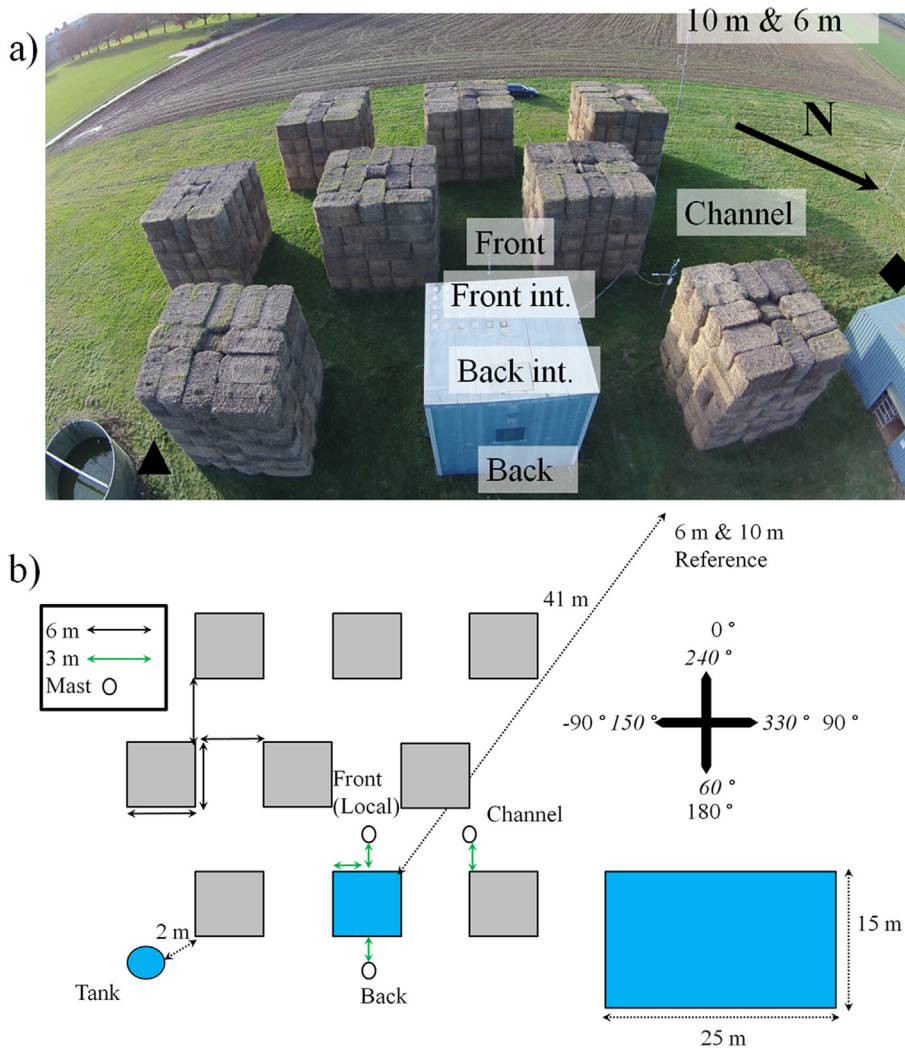 a)
10 m & 6 m
N
Channel
Front
Front int.
Back int.
Back
b)
6 m & 10 m
Reference
41 m
6 m
3 m
Mast
0 °
240°
-90 ° 150° 330 ° 90 °
60 °
180 °
Front
(Local)
Channel
2 m
Tank
Back
15 m
25 m